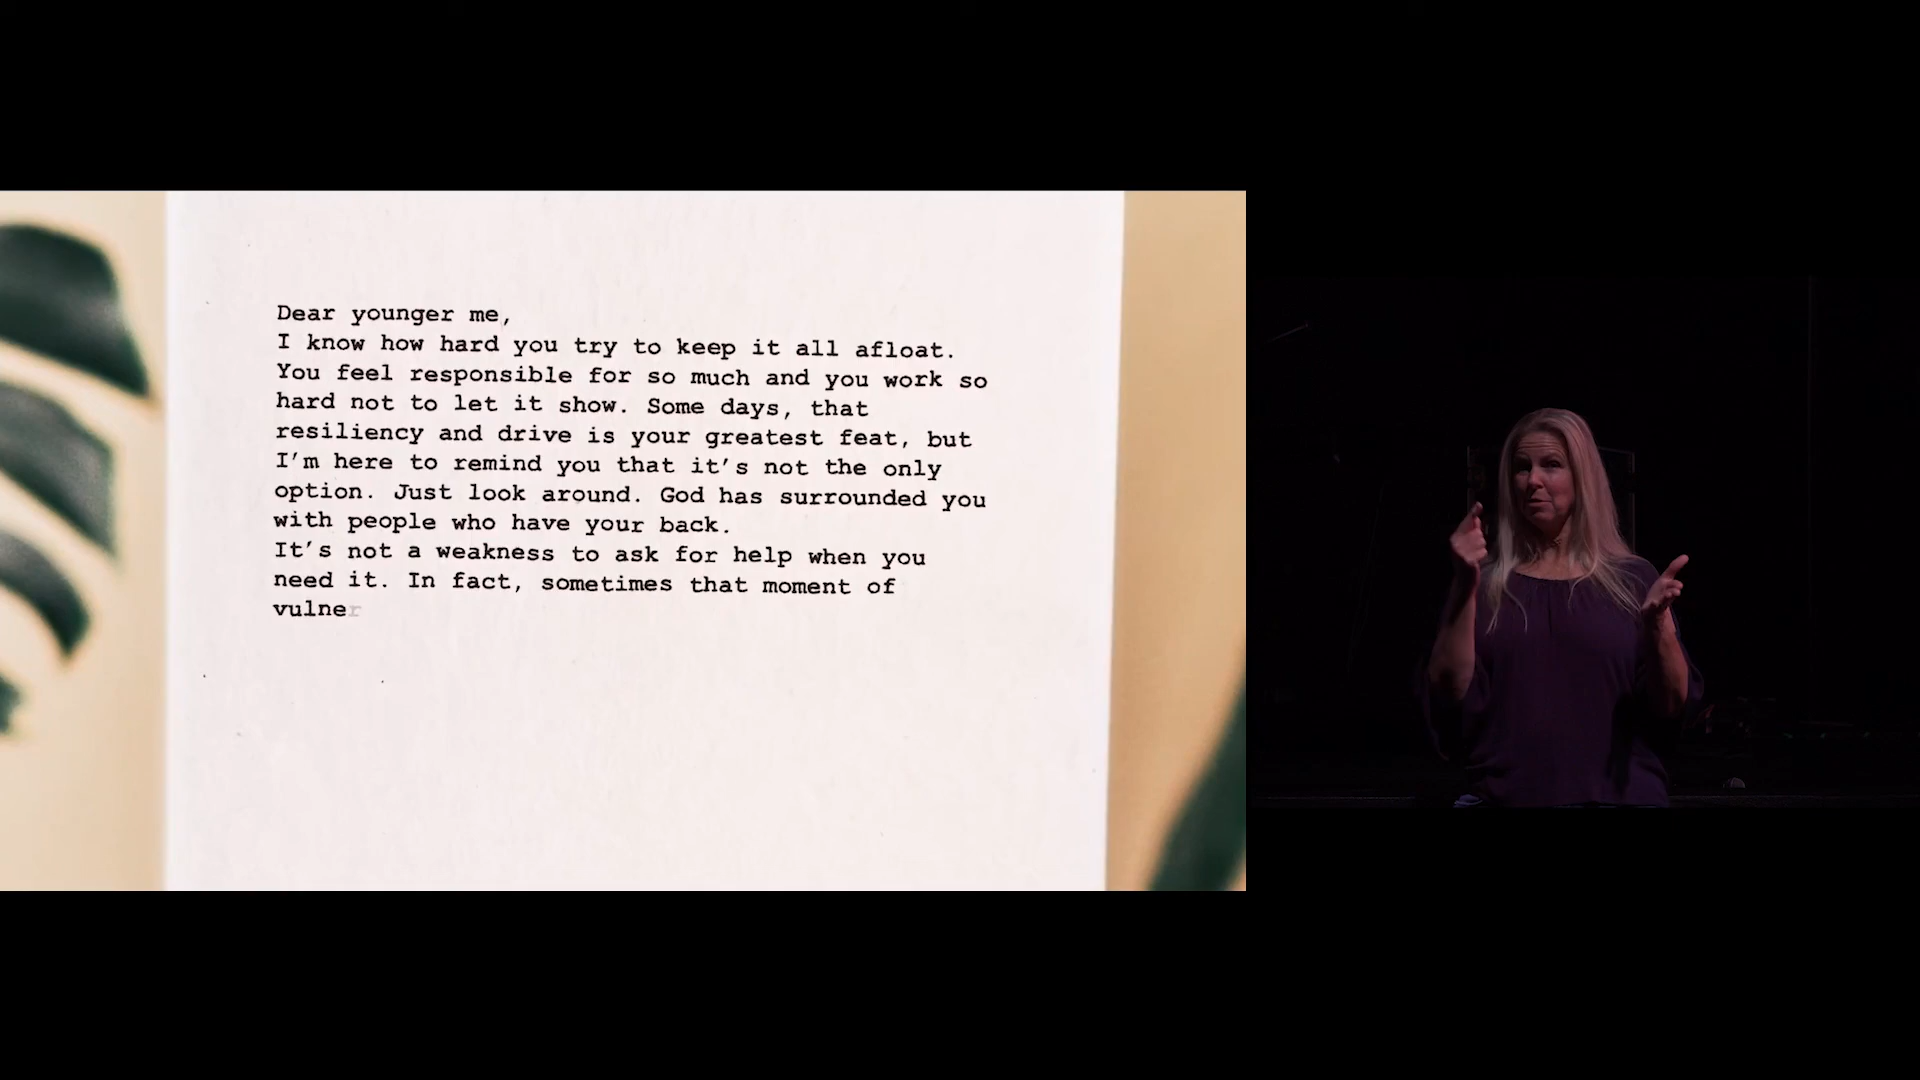 Dear younger me,
I know how hard you try to keep it all afloat.
You feel responsible for so much and you work so
hard not to let it show. Some days, that
resiliency and drive is your greatest feat, but
I'm here to remind you that it's not the only
option. Just look around. God has surrounded you
with people who have your back.
It's not a weakness to ask for help when you
need it. In fact, sometimes that moment of
vulner